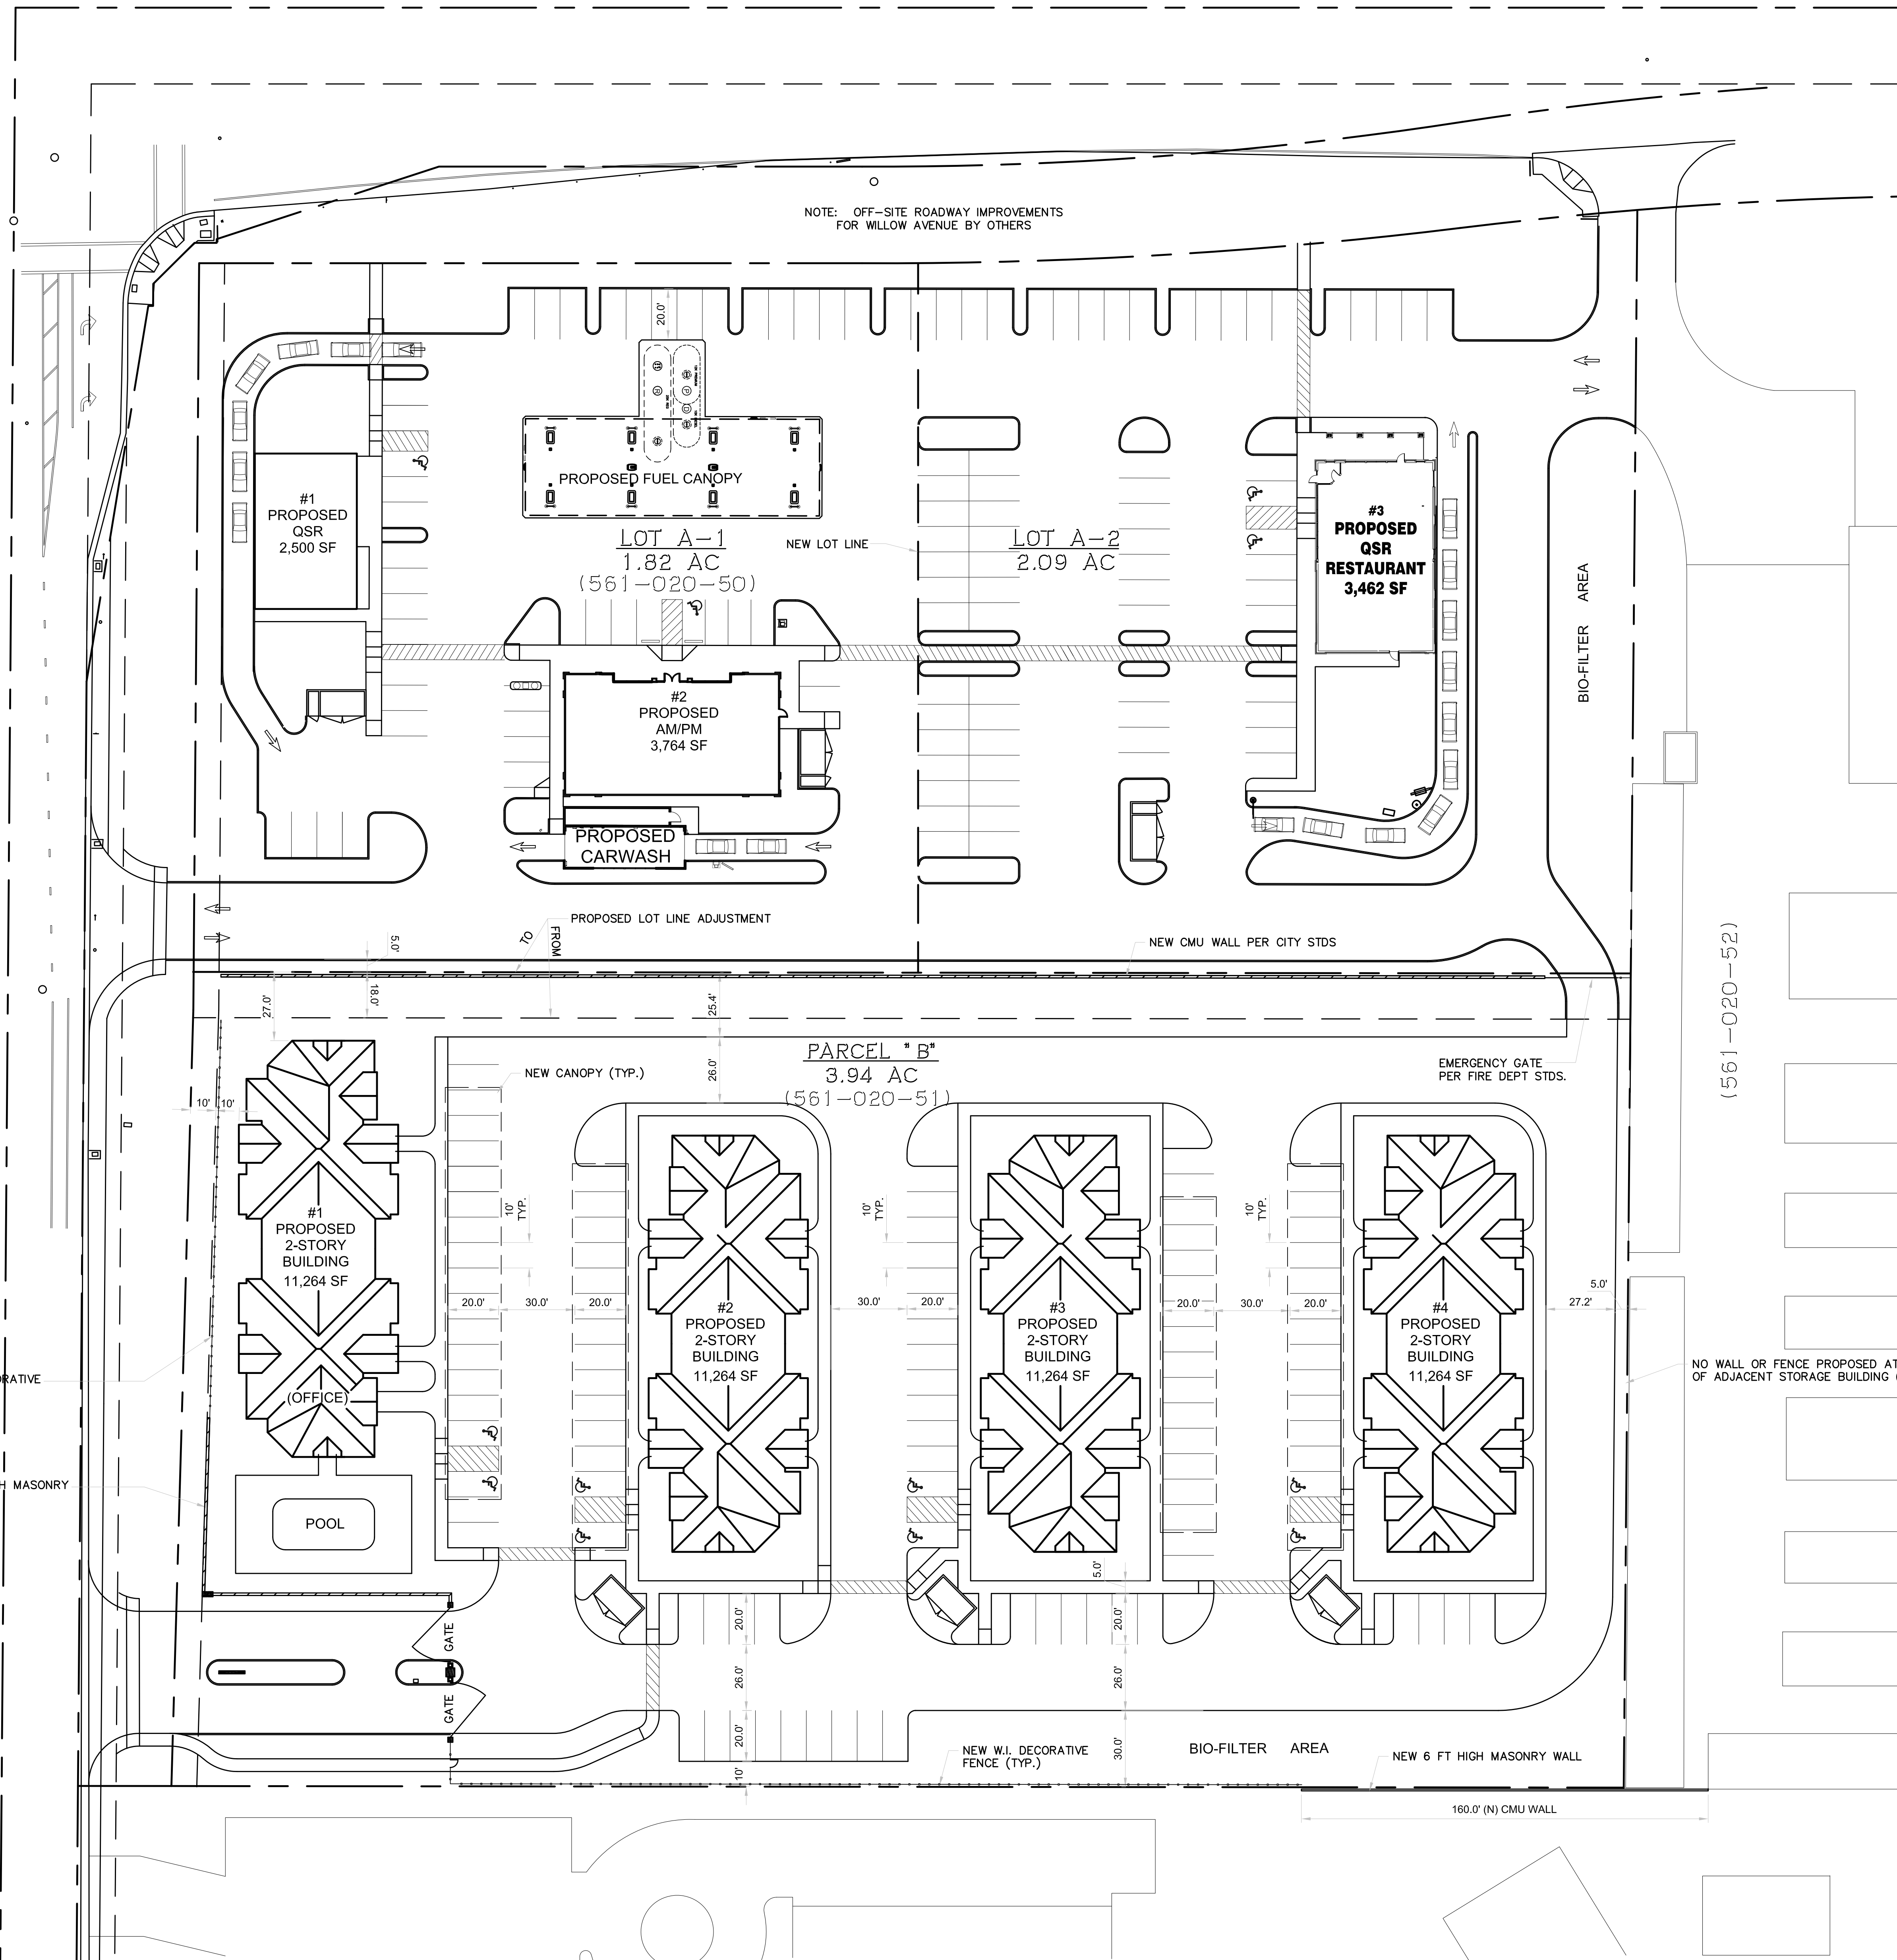 NOTE: OFF-SITE ROADWAY IMPROVEMENTS
FOR WILLOW AVENUE BY OTHERS
20.0'
#1
PROPOSED
QSR
2,500 SF
PROPOSED FUEL CANOPY
LOT A-1
1.82 AC
(561-020-50)
NEW LOT LINE
LOT A-2
2.09 AC
#3
PROPOSED
QSR
RESTAURANT
3,462 SF
BIO-FILTER AREA
#2
PROPOSED
AM/PM
3,764 SF
PROPOSED
CARWASH
PROPOSED LOT LINE ADJUSTMENT
TO
FROM
NEW CMU WALL PER CITY STDS
5.0'
18.0'
27.0'
25.4'
26.0'
(561-020-52)
PARCEL "B"
3.94 AC
(561-020-51)
EMERGENCY GATE
PER FIRE DEPT STDS.
NEW CANOPY (TYP.)
10'
10'
10'
TYP.
10'
TYP.
10'
TYP.
#1
PROPOSED
2-STORY
BUILDING
11,264 SF
(OFFICE)
20.0'
30.0'
20.0'
#2
PROPOSED
2-STORY
BUILDING
11,264 SF
30.0'
20.0'
#3
PROPOSED
2-STORY
BUILDING
11,264 SF
20.0'
30.0'
20.0'
#4
PROPOSED
2-STORY
BUILDING
11,264 SF
27.2'
5.0'
NO WALL OR FENCE PROPOSED AT
OF ADJACENT STORAGE BUILDING (
ORATIVE
H MASONRY
POOL
5.0'
GATE
GATE
20.0'
26.0'
20.0'
10'
20.0'
26.0'
30.0'
NEW W.I. DECORATIVE
FENCE (TYP.)
BIO-FILTER AREA
NEW 6 FT HIGH MASONRY WALL
160.0' (N) CMU WALL